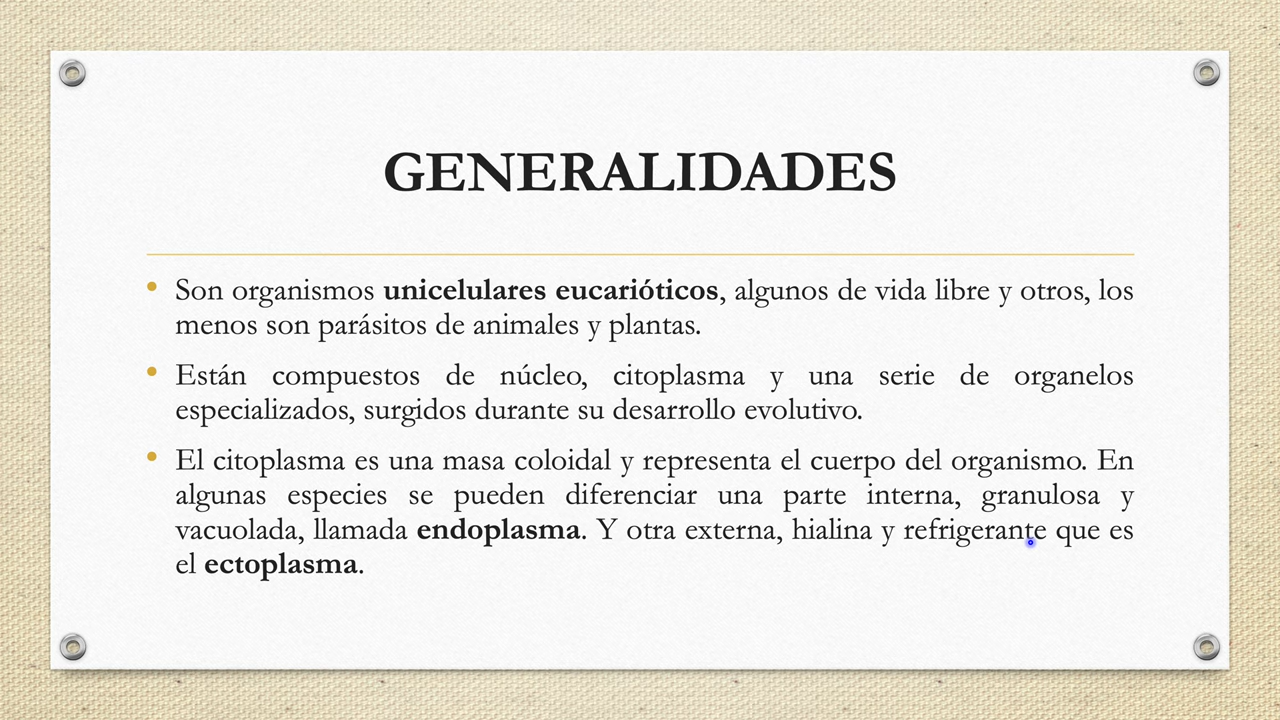 GENERALIDADES
• Son organismos unicelulares eucarióticos, algunos de vida libre y otros, los
menos son parásitos de animales y plantas.
• Están compuestos de núcleo, citoplasma y una serie de organelos
especializados, surgidos durante su desarrollo evolutivo.
• El citoplasma es una masa coloidal y representa el cuerpo del organismo. En
algunas especies se pueden diferenciar una parte interna, granulosa y
vacuolada, llamada endoplasma. Y otra externa, hialina y refrigerante que es
el ectoplasma.